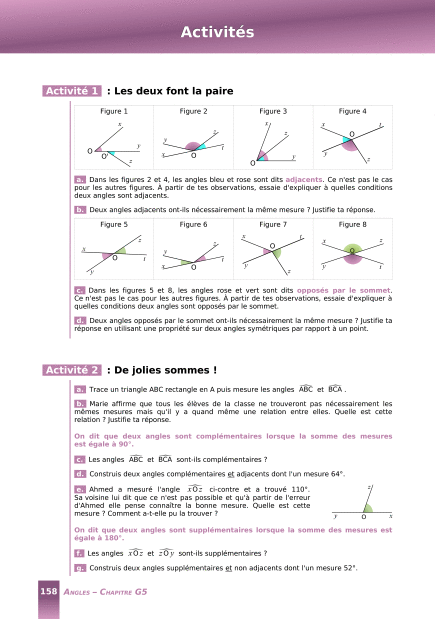 Activités
Activité 1 : Les deux font la paire
Figure 1 Figure 2 Figure 3 Figure 4
x y z O O'
x y z t O
x z y O
x t y z O
a. Dans les figures 2 et 4, les angles bleu et rose sont dits adjacents. Ce n'est pas le cas
pour les autres figures. À partir de tes observations, essaie d'expliquer à quelles conditions
deux angles sont adjacents.
b. Deux angles adjacents ont-ils nécessairement la même mesure ? Justifie ta réponse.
Figure 5 Figure 6 Figure 7 Figure 8
x z y t O
y z x t O
x t y z O
x z y t O
c. Dans les figures 5 et 8, les angles rose et vert sont dits opposés par le sommet.
Ce n'est pas le cas pour les autres figures. À partir de tes observations, essaie d'expliquer à
quelles conditions deux angles sont opposés par le sommet.
d. Deux angles opposés par le sommet ont-ils nécessairement la même mesure ? Justifie ta
réponse en utilisant une propriété sur deux angles symétriques par rapport à un point.
Activité 2 : De jolies sommes !
a. Trace un triangle ABC rectangle en A puis mesure les angles ABC et BCA .
b. Marie affirme que tous les élèves de la classe ne trouveront pas nécessairement les
mêmes mesures mais qu'il y a quand même une relation entre elles. Quelle est cette
relation ? Justifie ta réponse.
On dit que deux angles sont complémentaires lorsque la somme des mesures
est égale à 90°.
c. Les angles ABC et BCA sont-ils complémentaires ?
d. Construis deux angles complémentaires et adjacents dont l'un mesure 64°.
e. Ahmed a mesuré l'angle xOz ci-contre et a trouvé 110°.
Sa voisine lui dit que ce n'est pas possible et qu'à partir de l'erreur
d'Ahmed elle pense connaître la bonne mesure. Quelle est cette
mesure ? Comment a-t-elle pu la trouver ?
z
y O x
On dit que deux angles sont supplémentaires lorsque la somme des mesures est
égale à 180°.
f. Les angles xOz et zOy sont-ils supplémentaires ?
g. Construis deux angles supplémentaires et non adjacents dont l'un mesure 52°.
158 Angles – Chapitre G5